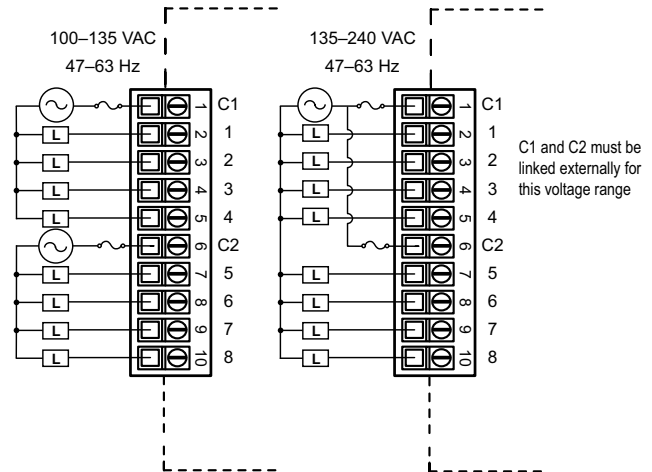 100–135 VAC
47–63 Hz
1 C1
L 2 1
L 3 2
L 4 3
L 5 4
6 C2
L 7 5
L 8 6
L 9 7
L 10 8
135–240 VAC
47–63 Hz
1 C1
L 2 1
L 3 2
L 4 3
L 5 4
6 C2
L 7 5
L 8 6
L 9 7
L 10 8
C1 and C2 must be
linked externally for
this voltage range